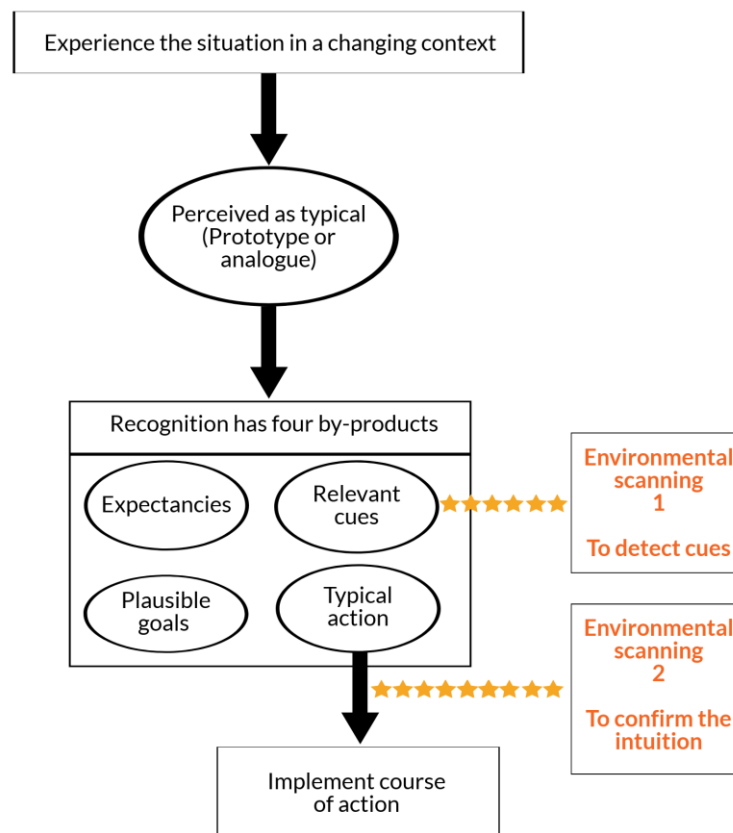 Experience the situation in a changing context
Perceived as typical
(Prototype or
analogue)
Recognition has four by-products
Expectancies
Relevant
cues
Plausible
goals
Typical
action
Environmental
scanning
1
To detect cues
Environmental
scanning
2
To confirm the
intuition
Implement course
of action